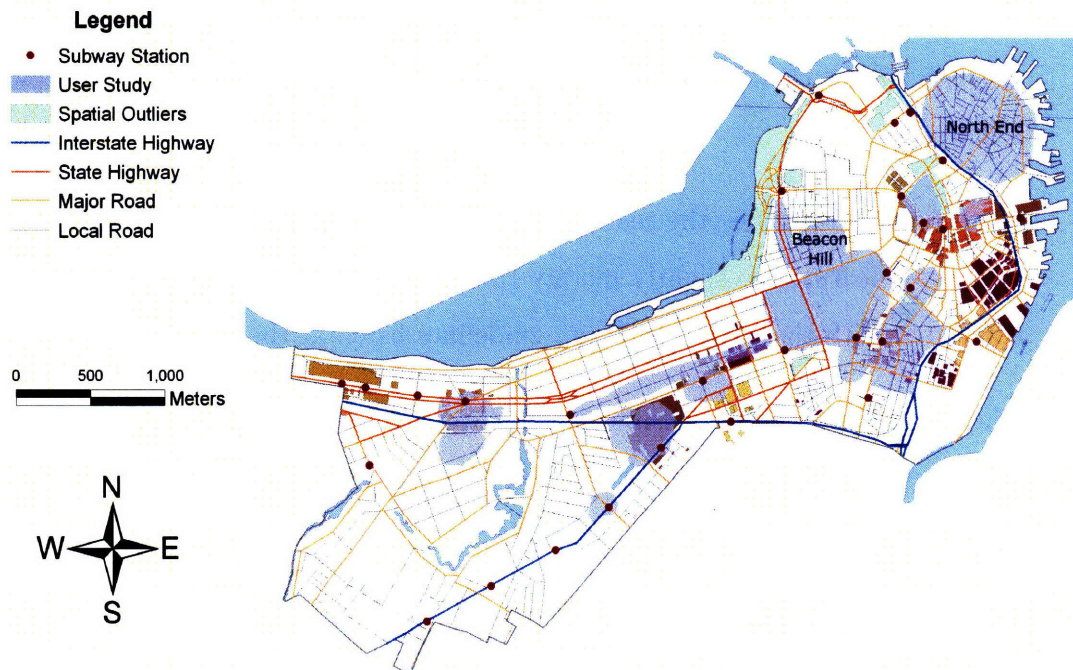 Legend
Subway Station
User Study
Spatial Outliers
Interstate Highway
State Highway
Major Road
Local Road
North End
Beacon
Hill
0 500 1,000
Meters
N
W E
S